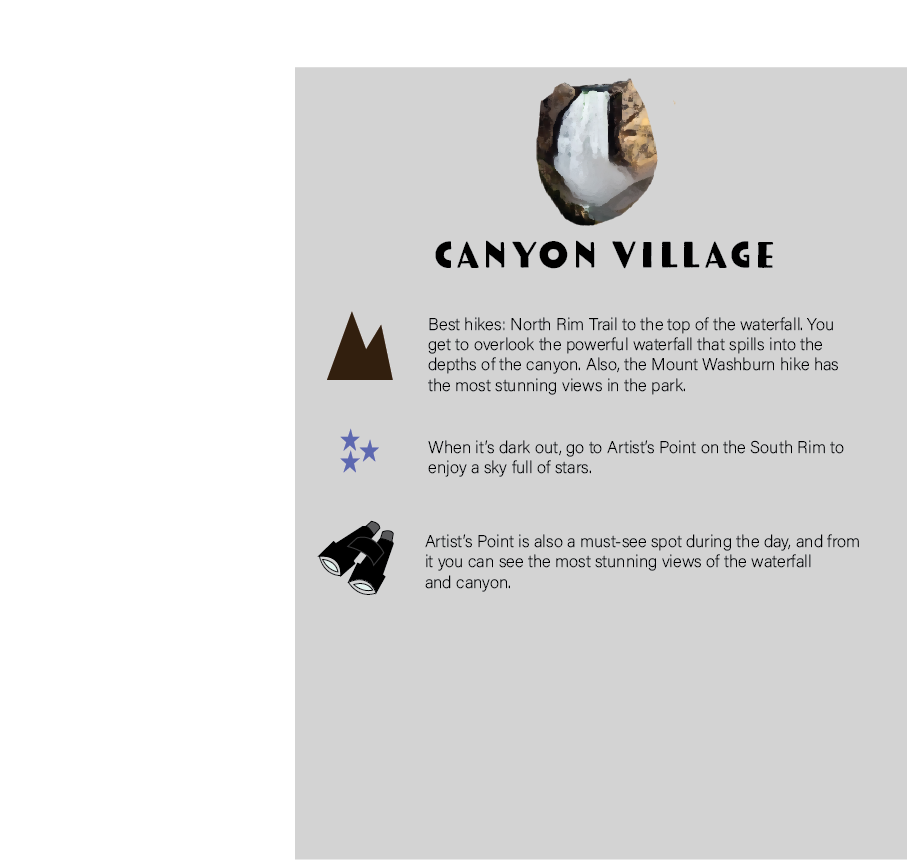 CANYON VILLAGE
Best hikes: North Rim Trail to the top of the waterfall. You
get to overlook the powerful waterfall that spills into the
depths of the canyon. Also, the Mount Washburn hike has
the most stunning views in the park.
When it's dark out, go to Artist's Point on the South Rim to
enjoy a sky full of stars.
Artist's Point is also a must-see spot during the day, and from
it you can see the most stunning views of the waterfall
and canyon.